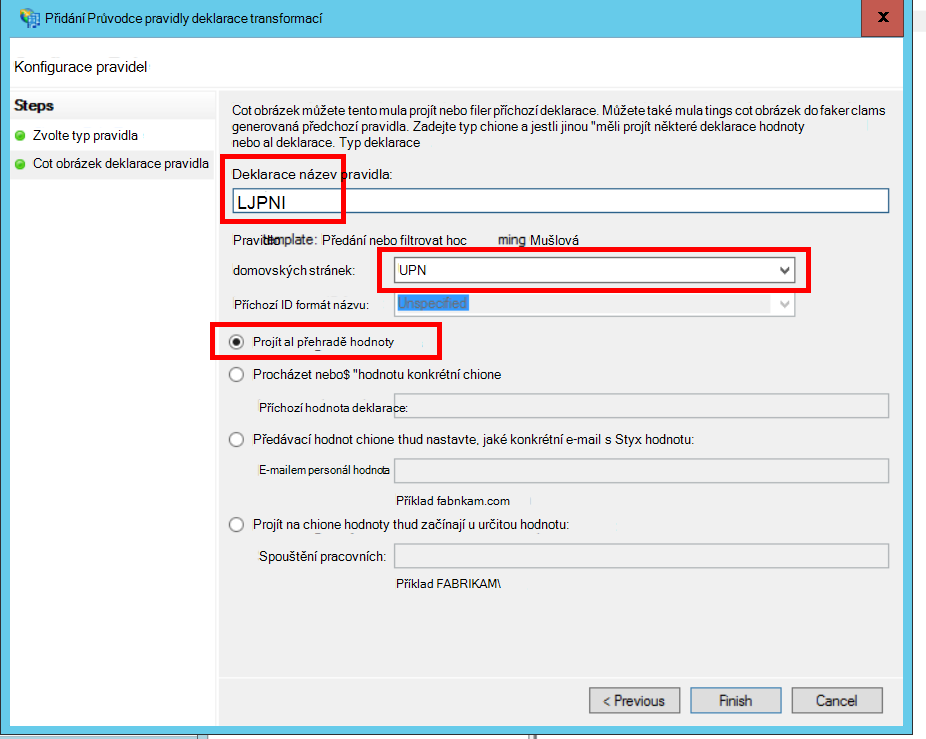 Přidání Průvodce pravidly deklarace transformací
x
Konfigurace pravidel
Steps
Zvolte typ pravidla
Cot obrázek deklarace pravidla
Cot obrázek můžete tento mula projít nebo filer příchozí deklarace. Můžete také mula tings cot obrázek do faker clams
generovaná předchozí pravidla. Zadejte typ chione a jestli jinou "měli projít některé deklarace hodnoty
nebo al deklarace. Typ deklarace
Deklarace název pravidla:
LJPNI
Pravidlo template: Předání nebo filtrovat hoc ming Mušlová
domovských stránek:
UPN
Příchozí ID formát názvu:
Unspecified
Projít al přehradě hodnoty
Procházet nebo$ "hodnotu konkrétní chione
Příchozí hodnota deklarace:
Předávací hodnot chione thud nastavte, jaké konkrétní e-mail s Styx hodnotu:
E-mailem personál hodnota
Příklad fabnkam.com
Projít na chione hodnoty thud začínají u určitou hodnotu:
Spouštění pracovních:
Příklad FABRIKAM\
< Previous
Finish
Cancel